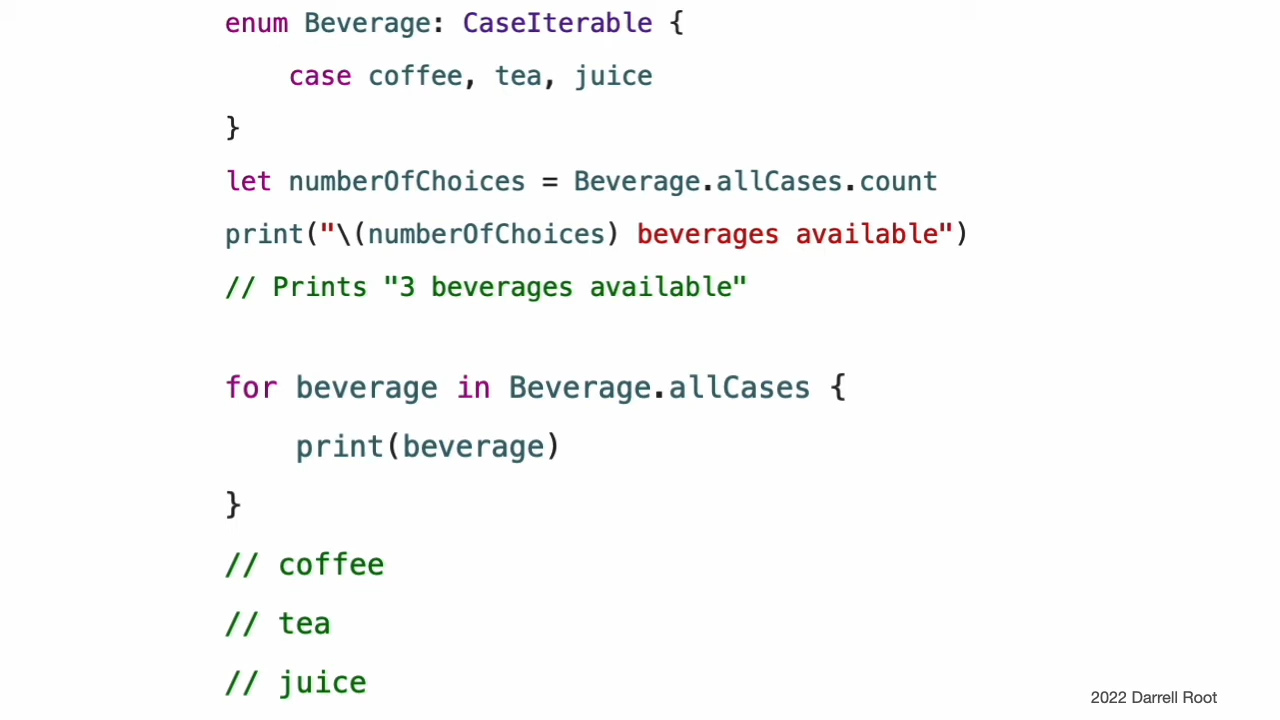 enum Beverage: CaseIterable {
    case coffee, tea, juice
}
let numberOfChoices = Beverage.allCases.count
print("\(numberOfChoices) beverages available")
// Prints "3 beverages available"
for beverage in Beverage.allCases {
    print(beverage)
}
// coffee
// tea
// juice
2022 Darrell Root